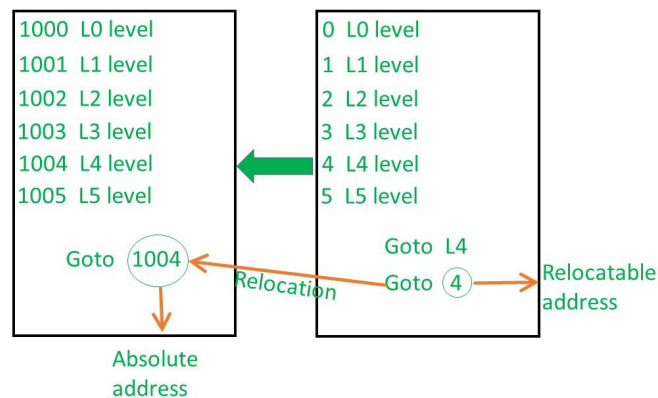 1000 L0 level
1001 L1 level
1002 L2 level
1003 L3 level
1004 L4 level
1005 L5 level
Goto 1004
Absolute
address
Relocation
0 L0 level
1 L1 level
2 L2 level
3 L3 level
4 L4 level
5 L5 level
Goto L4
Goto 4
Relocatable
address